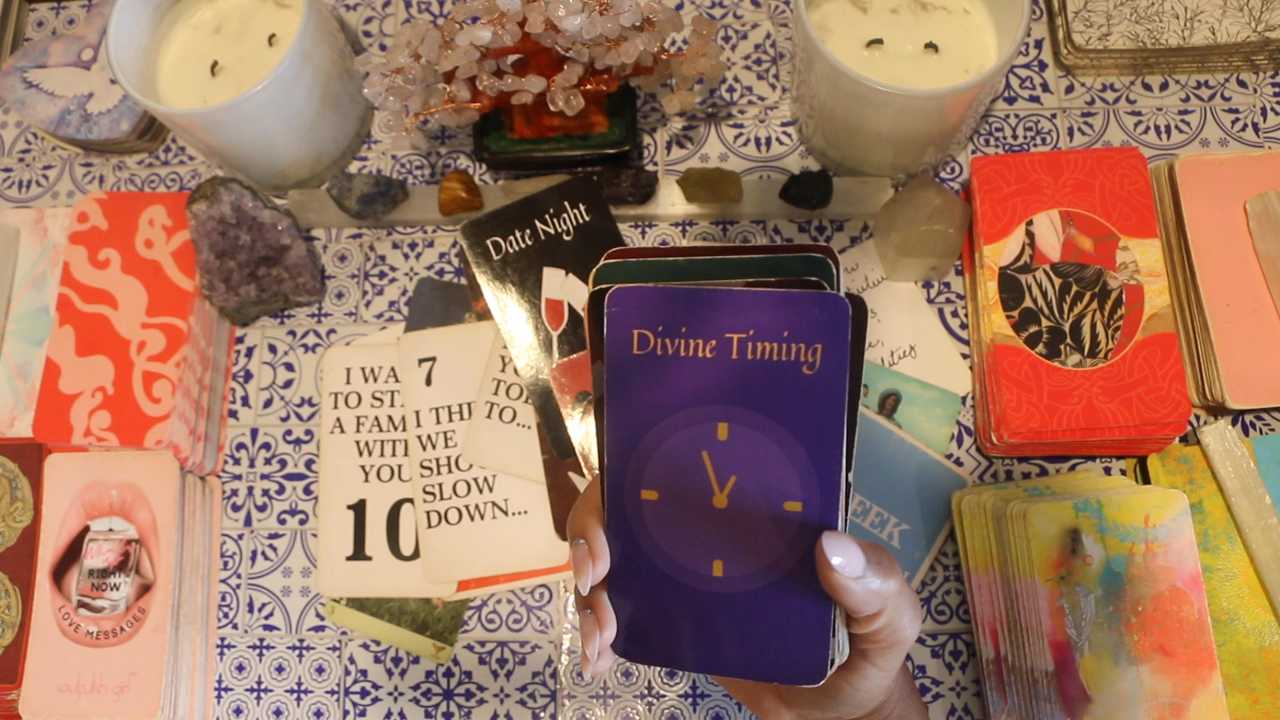 Date Night
Divine Timing
I WA
TO ST
A FAM
WITH
YOU
10
7
I THI
WE
SHO
SLOW
DOWN...
YO
TO
TO...
EEK
RIGHT
NOW
LOVE MESSAGES